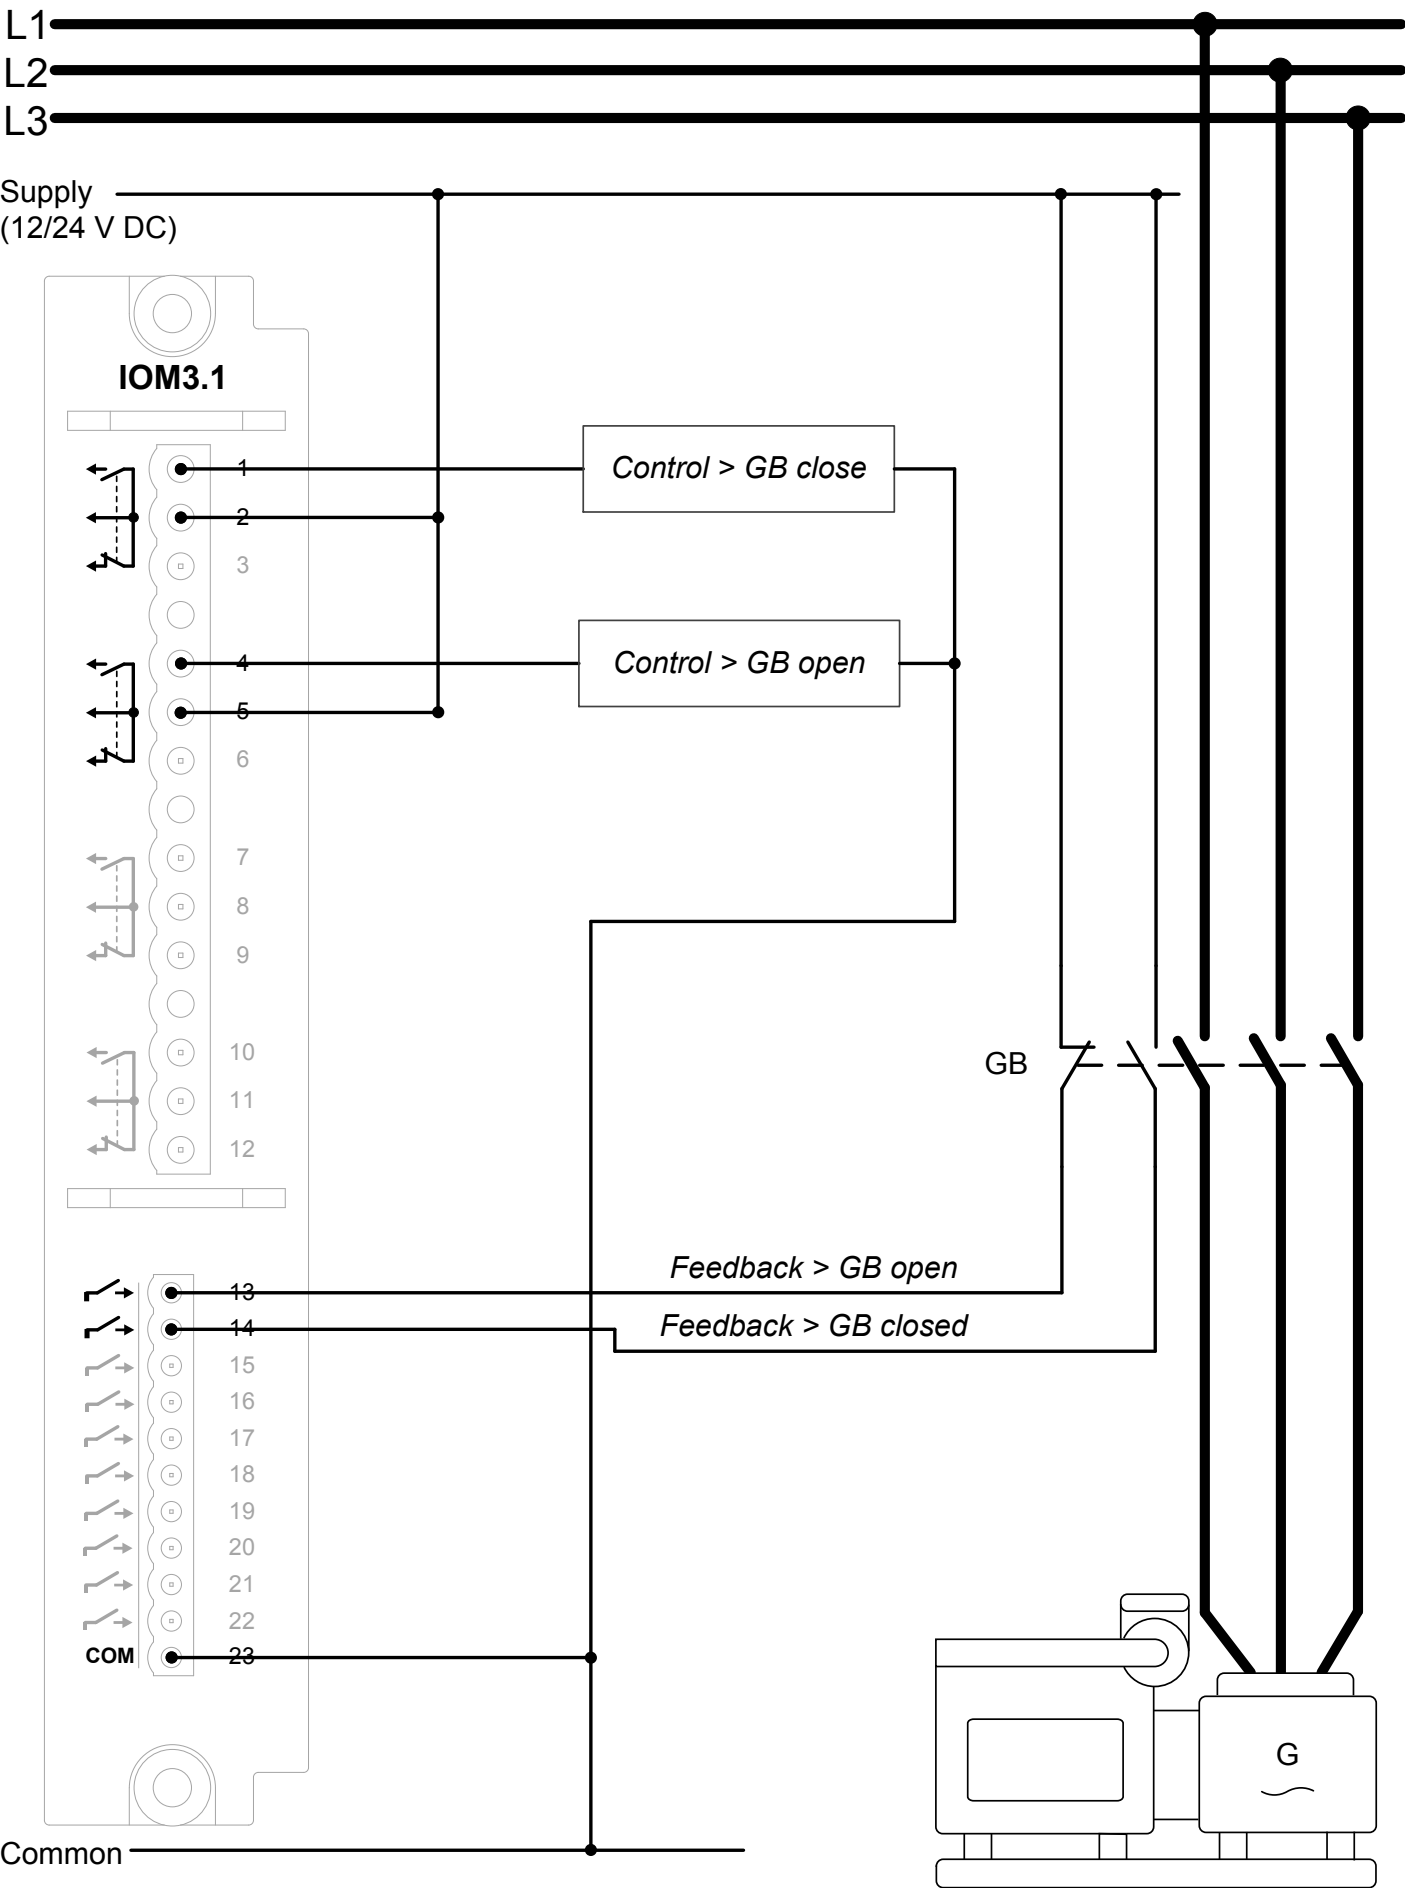 L1
L2
L3
Supply
(12/24 V DC)
IOM3.1
1
Control > GB close
2
3
4
Control > GB open
5
6
7
8
9
10
GB
11
12
Feedback > GB open
13
Feedback > GB closed
14
15
16
17
18
19
20
21
22
COM 23
G
Common